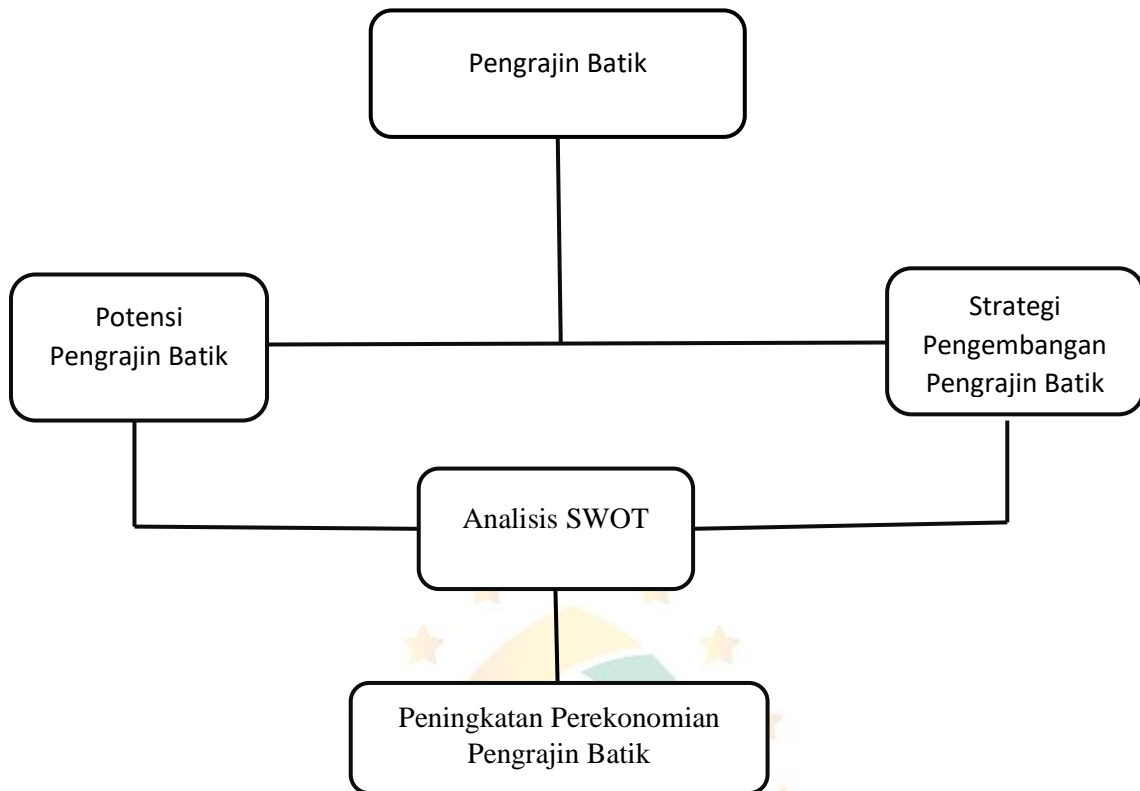 Pengrajin Batik
Potensi
Pengrajin Batik
Strategi
Pengembangan
Pengrajin Batik
Analisis SWOT
Peningkatan Perekonomian
Pengrajin Batik